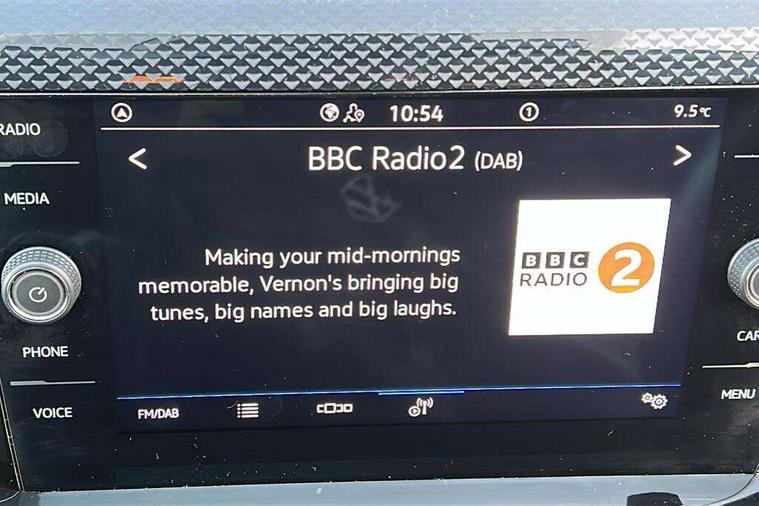 10:54
1
9.5°C
RADIO
< BBC Radio2 (DAB) >
MEDIA
Making your mid-mornings
memorable, Vernon's bringing big
tunes, big names and big laughs.
BBC
RADIO
2
PHONE
CAR
VOICE
FM/DAB
MENU